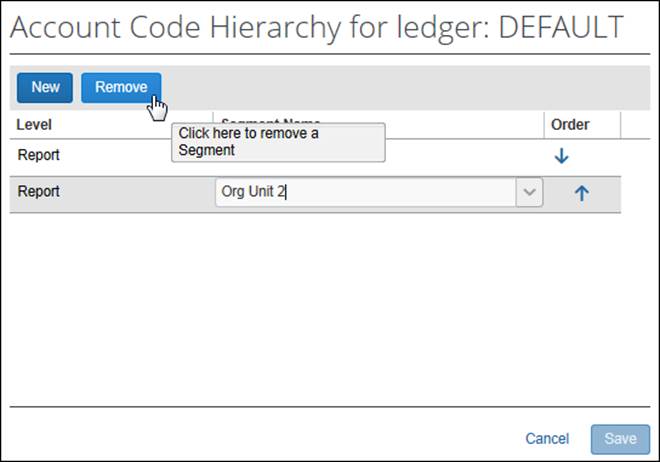 Account Code Hierarchy for ledger: DEFAULT
New Remove
Level Segment Name Order
Click here to remove a
Segment
Report
Report Org Unit 2
Cancel Save